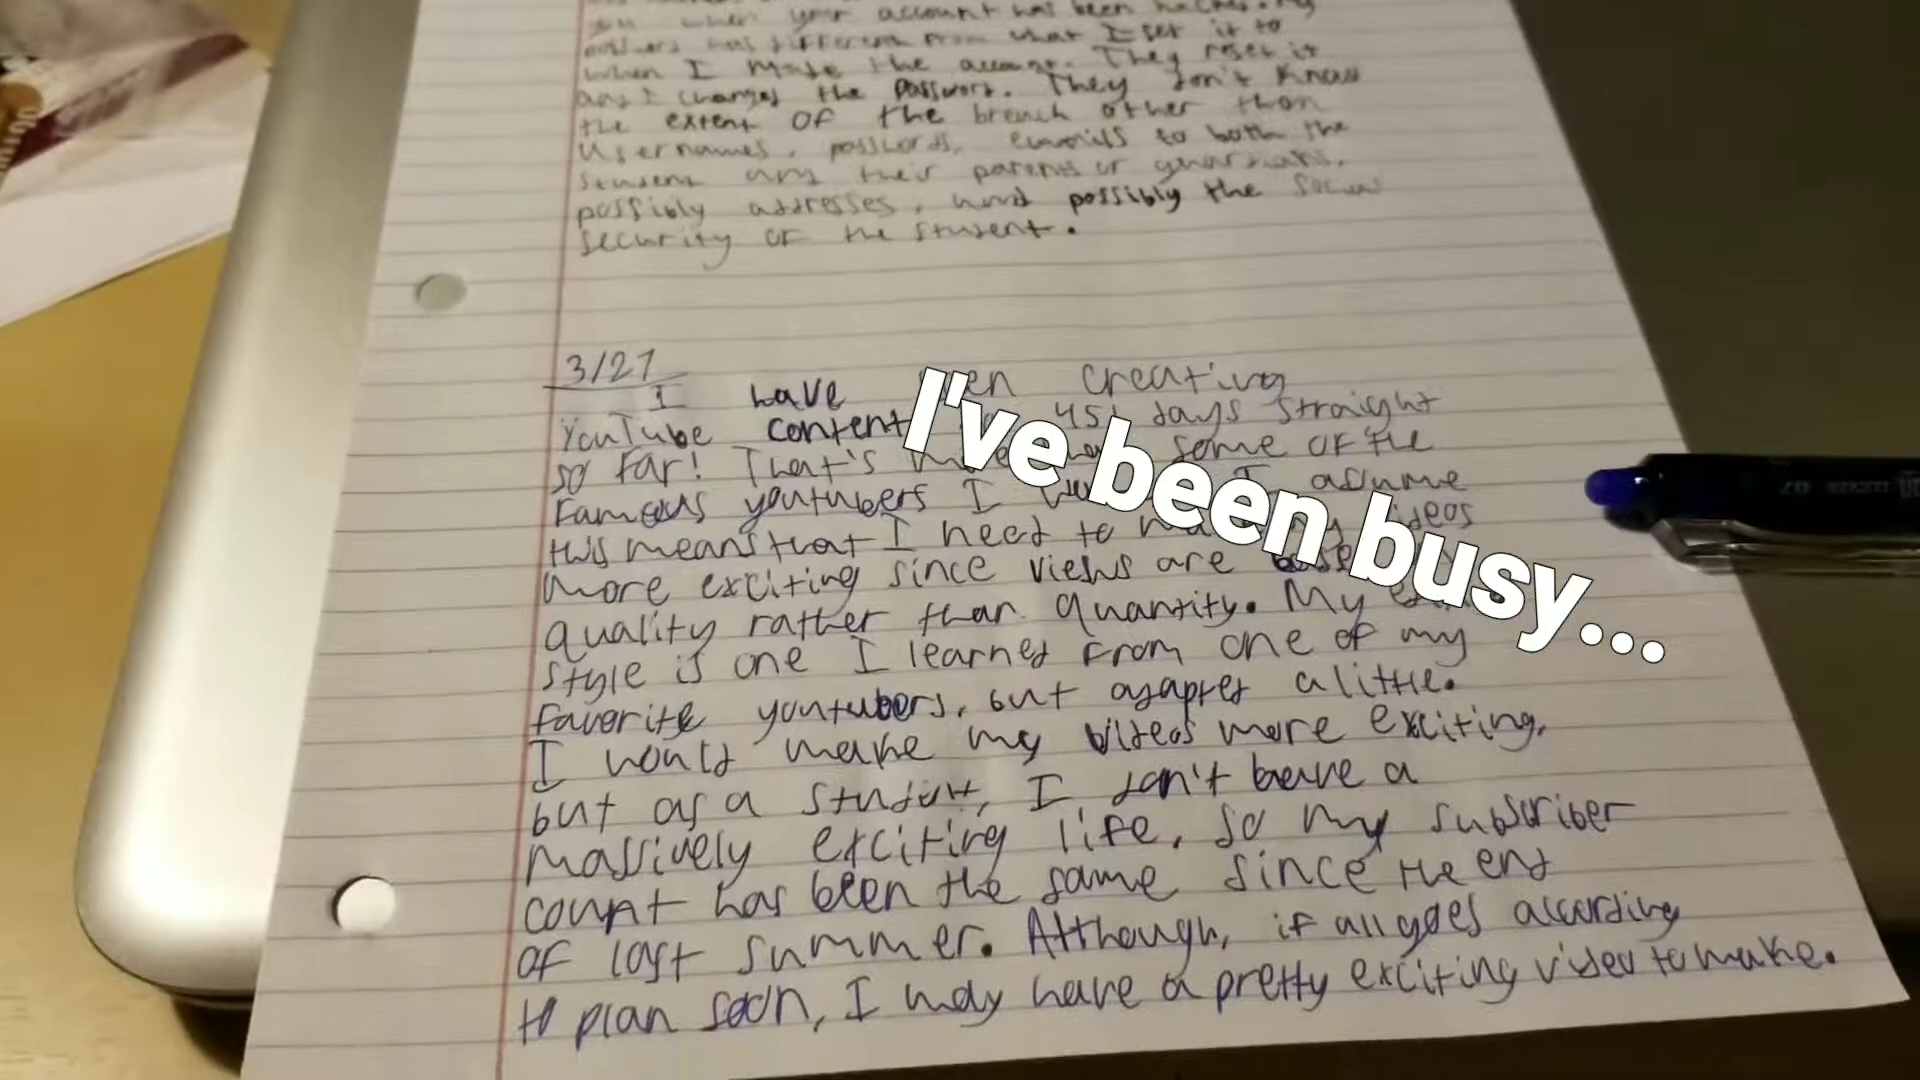 you when your account has been hacked. My
was different from what I set it to
when I made the account. They reset it
and I changed the password. They don't know
the extent of the breach other than
usernames, passwords, emails to both the
student and their parents or guardians,
possibly addresses, and possibly the social
security of the student.
3/27
I have creating
YouTube content 451 days straight
so far! That's some of the
famous youtubers I I assume
this means that I need to videos
more exciting since views are
quality rather than quantity. My
style is one I learned from one of my
favorite youtubers, but adapted a little.
I would make my videos more exciting,
but as a student, I don't have a
massively exciting life, so my subscriber
count has been the same since the end
of last summer. Although, if all goes according
to plan soon, I may have a pretty exciting video to make.
I've been busy...